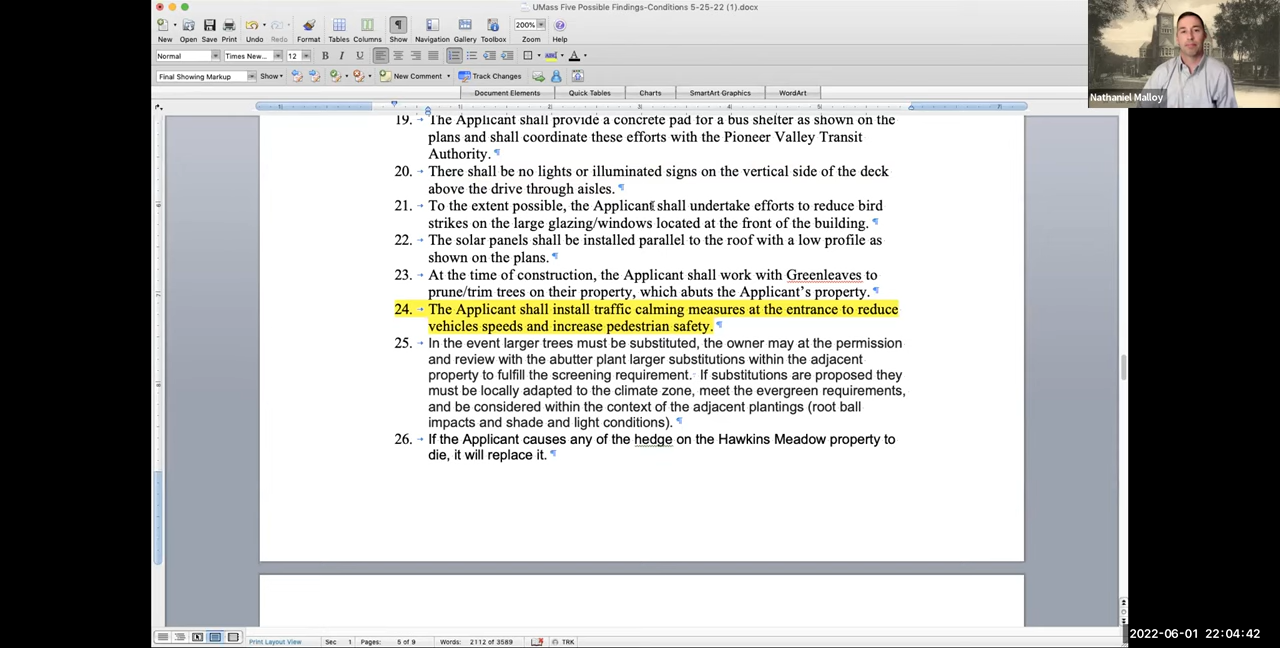 UMass Five Possible Findings-Conditions 5-25-22 (1).docx
New Open Save Print Undo Redo Format Tables Columns Show Navigation Gallery Toolbox Zoom Help
200%
Normal Times New... 12 B I U
Final Showing Markup Show New Comment Track Changes
Document Elements Quick Tables Charts SmartArt Graphics WordArt
Nathaniel Malloy
19. The Applicant shall provide a concrete pad for a bus shelter as shown on the
plans and shall coordinate these efforts with the Pioneer Valley Transit
Authority.
20. There shall be no lights or illuminated signs on the vertical side of the deck
above the drive through aisles.
21. To the extent possible, the Applicant shall undertake efforts to reduce bird
strikes on the large glazing/windows located at the front of the building.
22. The solar panels shall be installed parallel to the roof with a low profile as
shown on the plans.
23. At the time of construction, the Applicant shall work with Greenleaves to
prune/trim trees on their property, which abuts the Applicant's property.
24. The Applicant shall install traffic calming measures at the entrance to reduce
vehicles speeds and increase pedestrian safety.
25. In the event larger trees must be substituted, the owner may at the permission
and review with the abutter plant larger substitutions within the adjacent
property to fulfill the screening requirement. If substitutions are proposed they
must be locally adapted to the climate zone, meet the evergreen requirements,
and be considered within the context of the adjacent plantings (root ball
impacts and shade and light conditions).
26. If the Applicant causes any of the hedge on the Hawkins Meadow property to
die, it will replace it.
Print Layout View Sec 1 Pages: 5 of 9 Words: 2112 of 3589 TRK
2022-06-01 22:04:42